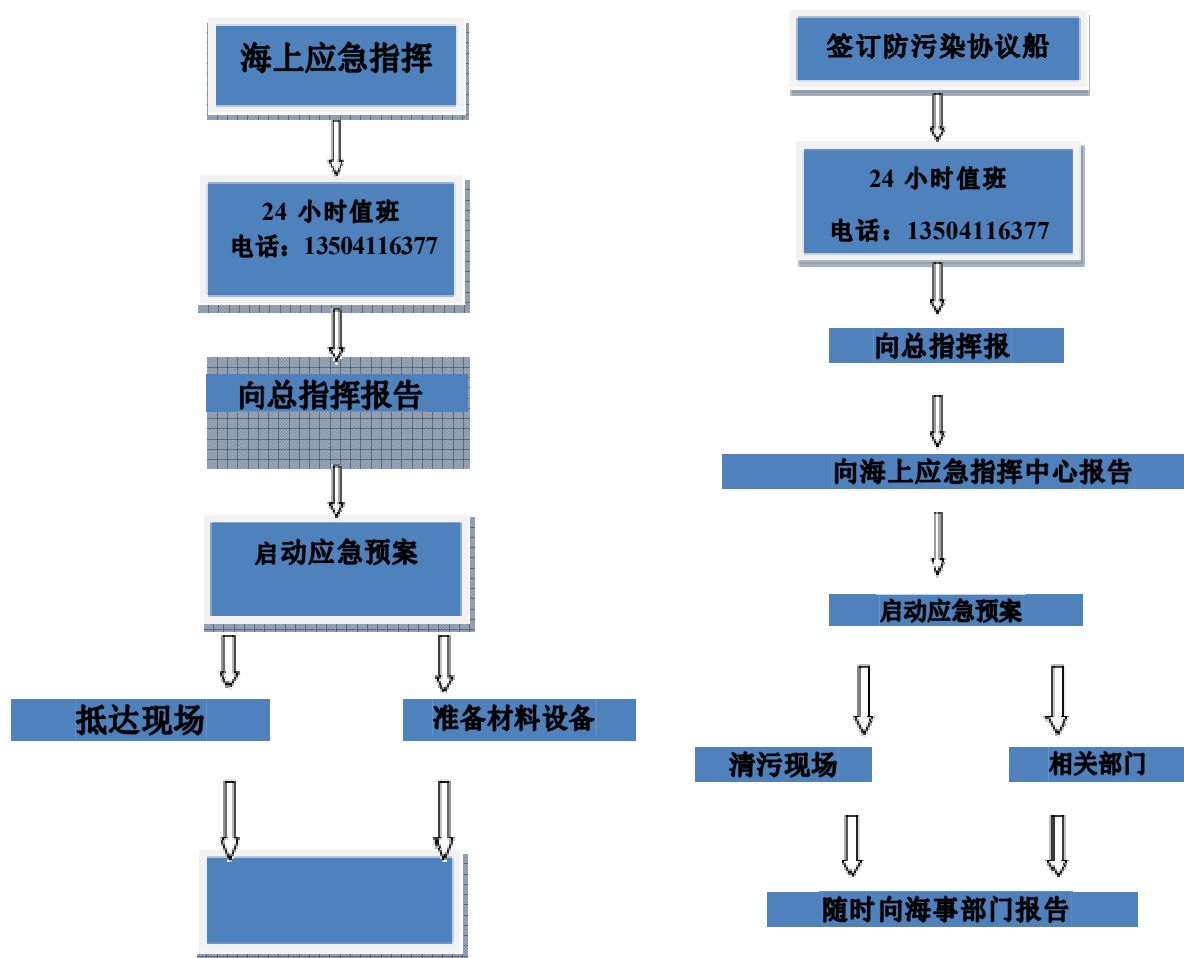 海上应急指挥
24 小时值班
电话：13504116377
向总指挥报告
启动应急预案
抵达现场
准备材料设备
签订防污染协议船
24 小时值班
电话：13504116377
向总指挥报
向海上应急指挥中心报告
启动应急预案
清污现场
相关部门
随时向海事部门报告